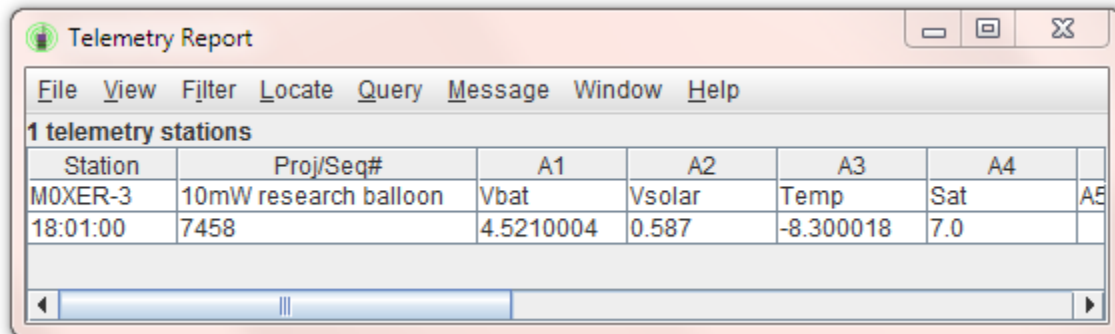 Telemetry Report
File View Filter Locate Query Message Window Help
1 telemetry stations
Station Proj/Seq# A1 A2 A3 A4
M0XER-3 10mW research balloon Vbat Vsolar Temp Sat A5
18:01:00 7458 4.5210004 0.587 -8.300018 7.0